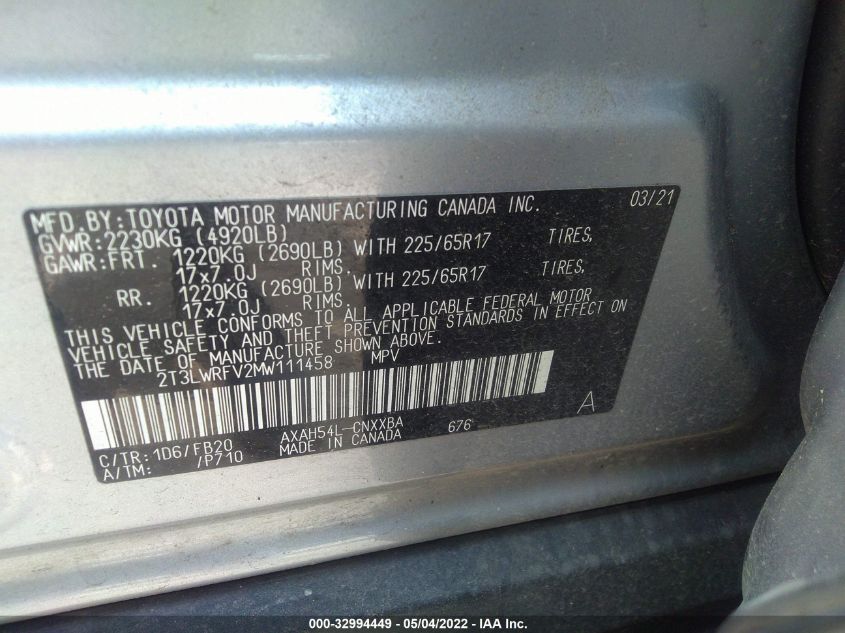 MFD.BY:TOYOTA MOTOR MANUFACTURING CANADA INC. 03/21
GVWR:2230KG (4920LB)
GAWR:FRT. 1220KG (2690LB) WITH 225/65R17 TIRES,
17x7.0J RIMS.
RR. 1220KG (2690LB) WITH 225/65R17 TIRES,
17x7.0J RIMS.
THIS VEHICLE CONFORMS TO ALL APPLICABLE FEDERAL MOTOR
VEHICLE SAFETY AND THEFT PREVENTION STANDARDS IN EFFECT ON
THE DATE OF MANUFACTURE SHOWN ABOVE.
2T3LWRFV2MW111458 MPV
C/TR:1D6/FB20 AXAH54L-CNXXBA 676 A
A/TM: /P710 MADE IN CANADA
000-32994449 - 05/04/2022 - IAA Inc.